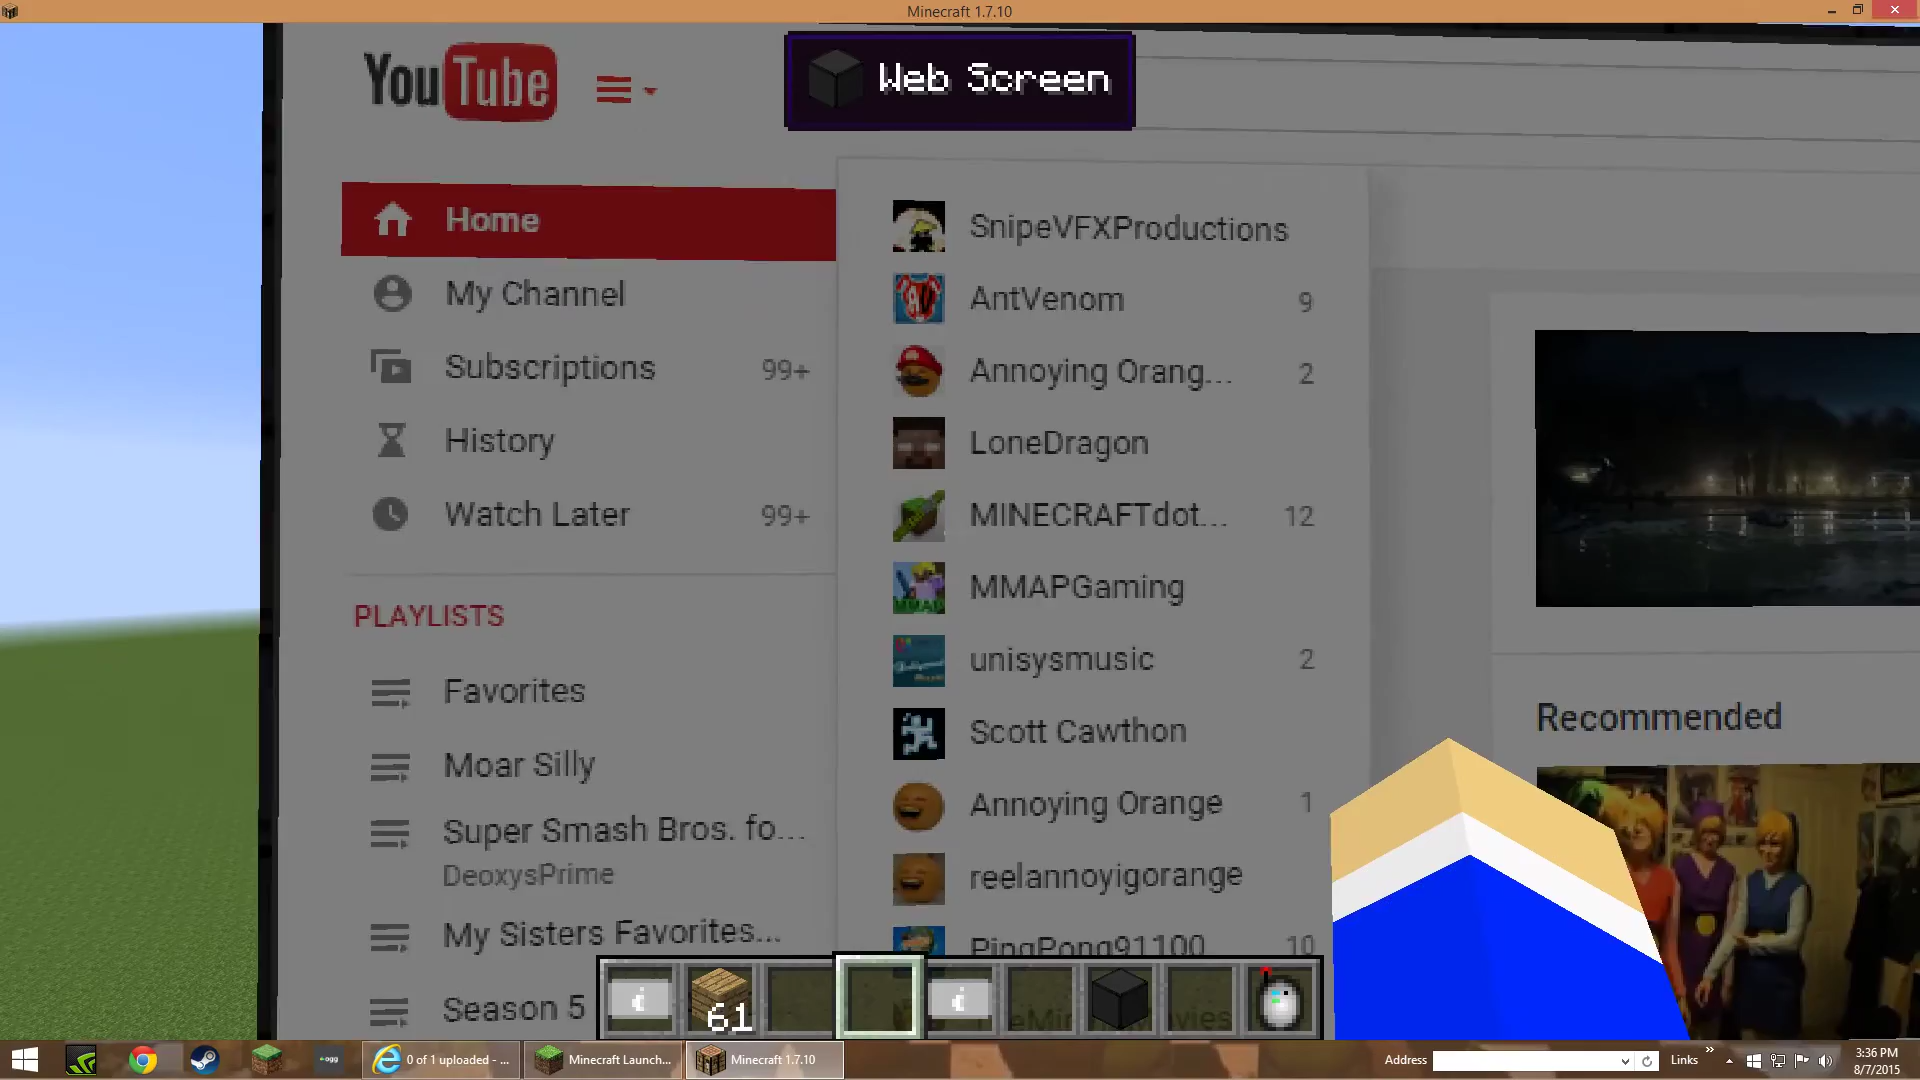 Minecraft 1.7.10
YouTube
Web Screen
Home
My Channel
Subscriptions 99+
History
Watch Later 99+
PLAYLISTS
Favorites
Moar Silly
Super Smash Bros. fo...
DeoxysPrime
My Sisters Favorites...
Season 5
SnipeVFXProductions
AntVenom 9
Annoying Orang... 2
LoneDragon
MINECRAFTdot... 12
MMAPGaming
unisysmusic 2
Scott Cawthon
Annoying Orange 1
reelannoyigorange
PingPong91100 10
Recommended
61
.ogg
0 of 1 uploaded - ...
Minecraft Launch...
Minecraft 1.7.10
Address
Links
3:36 PM
8/7/2015